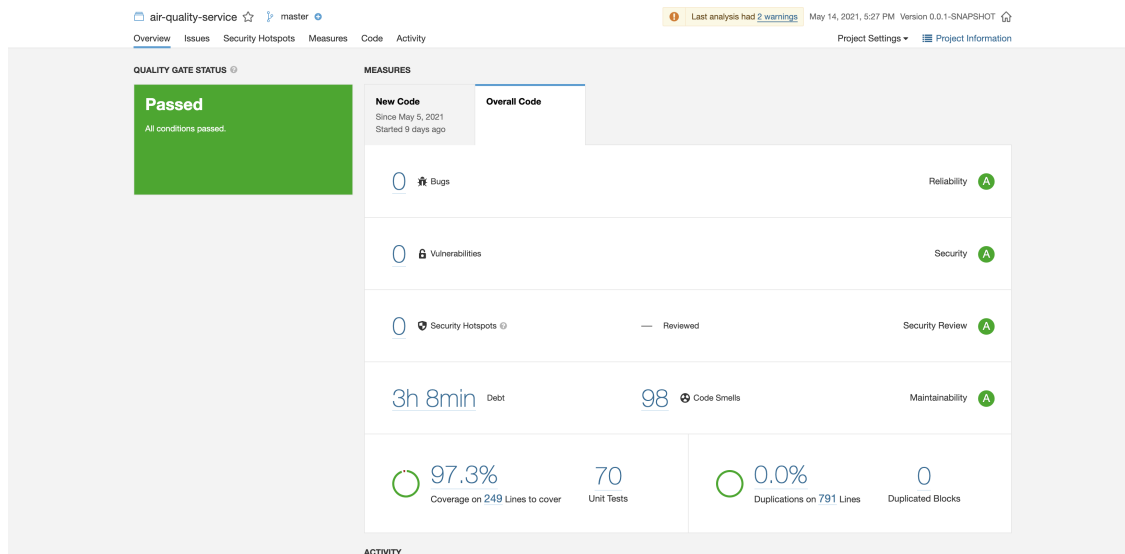 air-quality-service master
Last analysis had 2 warnings May 14, 2021, 5:27 PM Version 0.0.1-SNAPSHOT
Overview Issues Security Hotspots Measures Code Activity
Project Settings Project Information
QUALITY GATE STATUS
Passed
All conditions passed.
MEASURES
New Code
Since May 5, 2021
Started 9 days ago
Overall Code
0 Bugs Reliability A
0 Vulnerabilities Security A
0 Security Hotspots — Reviewed Security Review A
3h 8min Debt 98 Code Smells Maintainability A
97.3%
Coverage on 249 Lines to cover
70
Unit Tests
0.0%
Duplications on 791 Lines
0
Duplicated Blocks
ACTIVITY